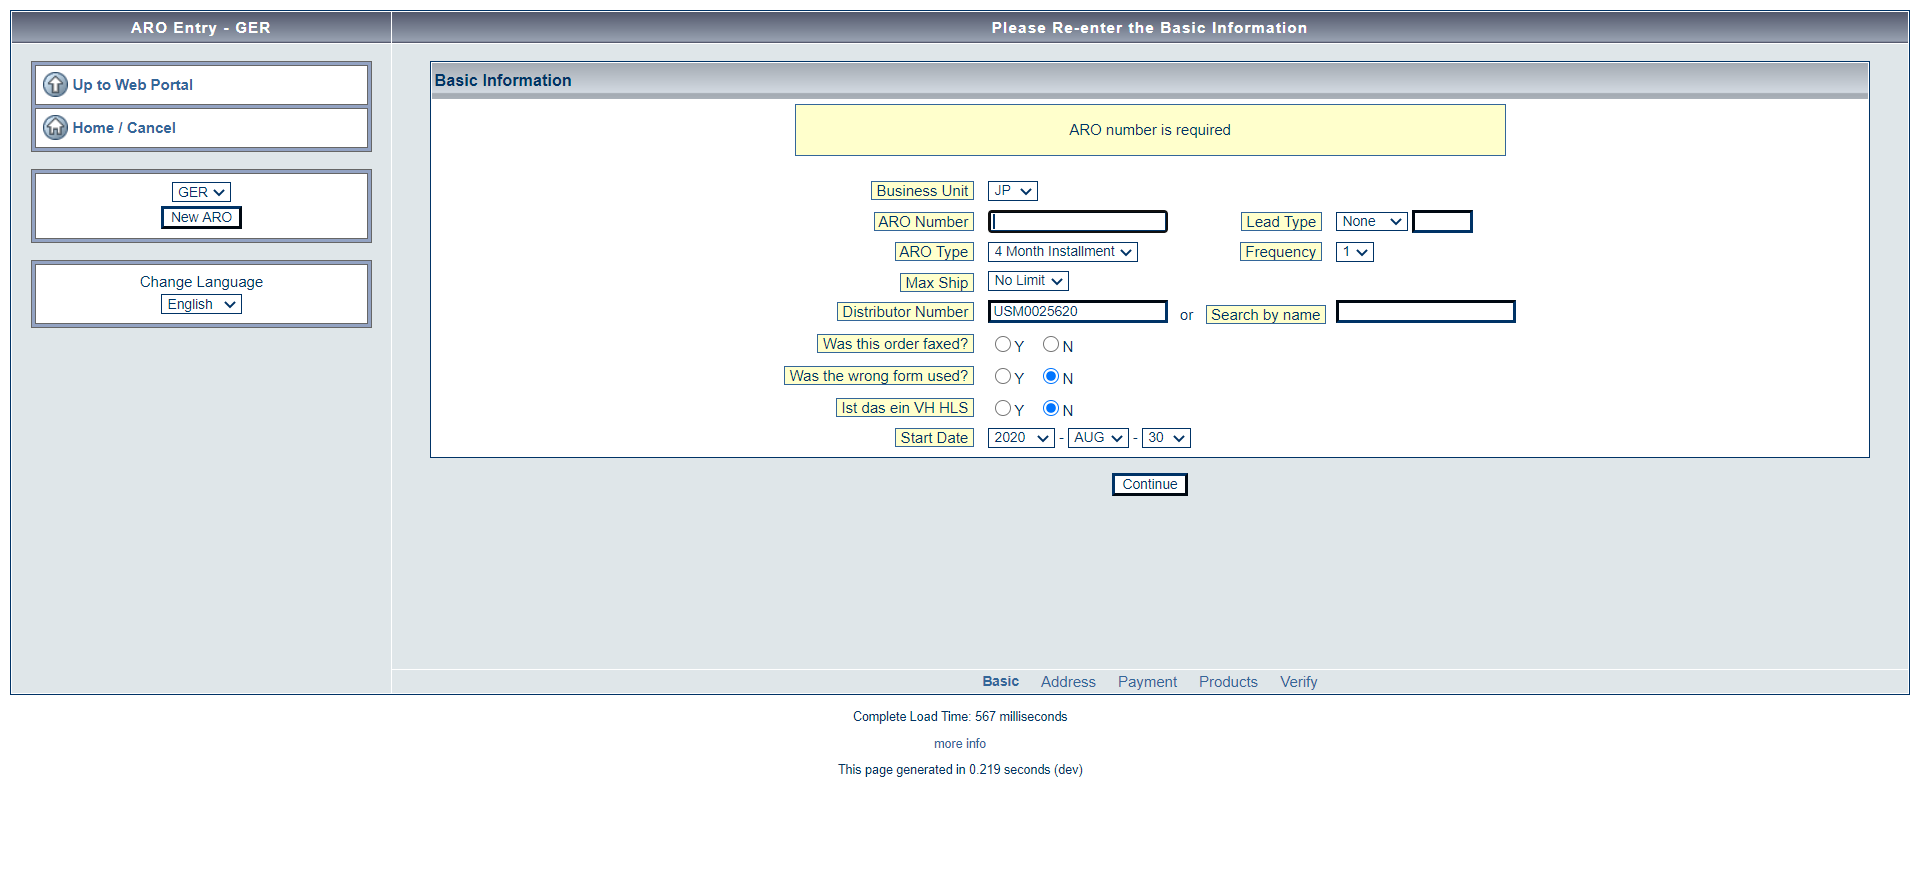 ARO Entry - GER
Please Re-enter the Basic Information
Up to Web Portal
Home / Cancel
GER
New ARO
Change Language
English
Basic Information
ARO number is required
Business Unit JP
ARO Number Lead Type None
ARO Type 4 Month Installment Frequency 1
Max Ship No Limit
Distributor Number USM0025620 or Search by name
Was this order faxed? Y N
Was the wrong form used? Y N
Ist das ein VH HLS Y N
Start Date 2020 - AUG - 30
Continue
Basic Address Payment Products Verify
Complete Load Time: 567 milliseconds
more info
This page generated in 0.219 seconds (dev)